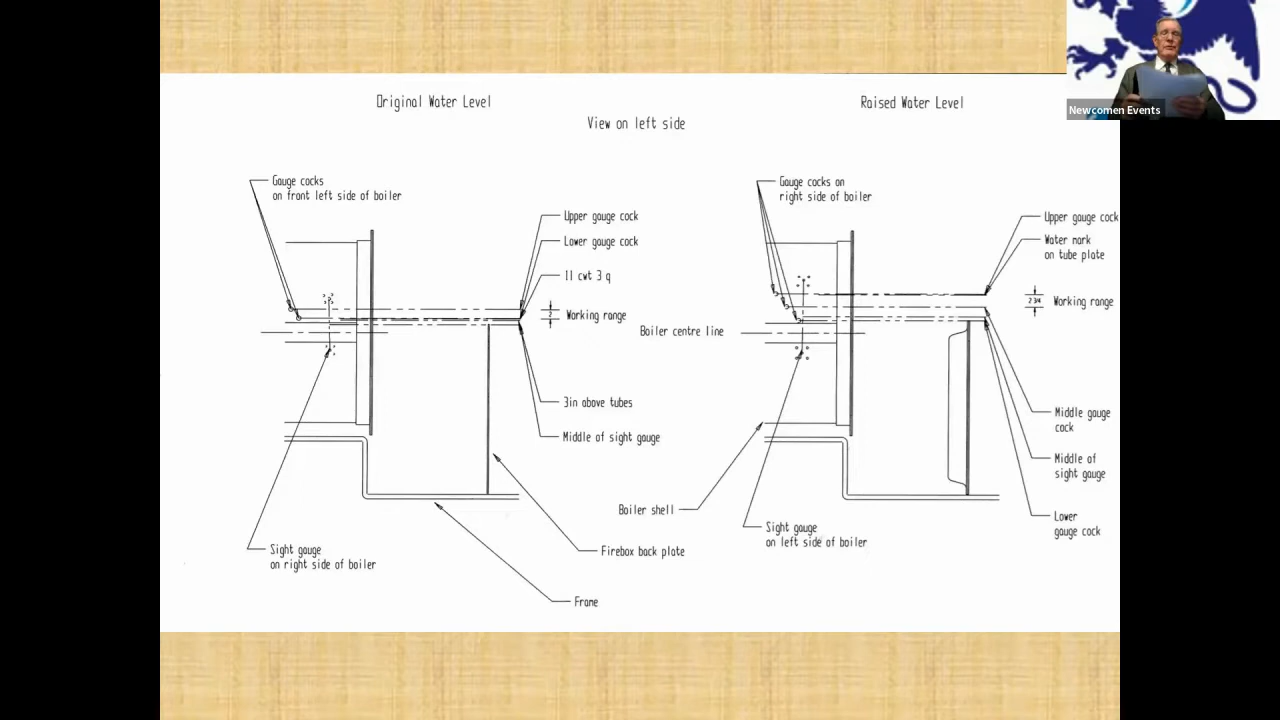 Newcomen Events
Original Water Level
Raised Water Level
View on left side
Gauge cocks
on front left side of boiler
Upper gauge cock
Lower gauge cock
11 cwt 3 q
2
Working range
3in above tubes
Middle of sight gauge
Sight gauge
on right side of boiler
Firebox back plate
Frame
Gauge cocks on
right side of boiler
Upper gauge cock
Water mark
on tube plate
2 3/4
Working range
Boiler centre line
Middle gauge
cock
Middle of
sight gauge
Lower
gauge cock
Boiler shell
Sight gauge
on left side of boiler